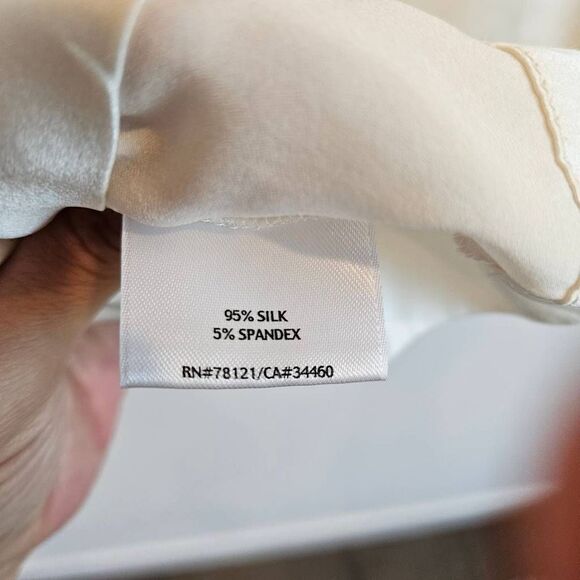 95% SILK
5% SPANDEX
RN#78121/CA#34460